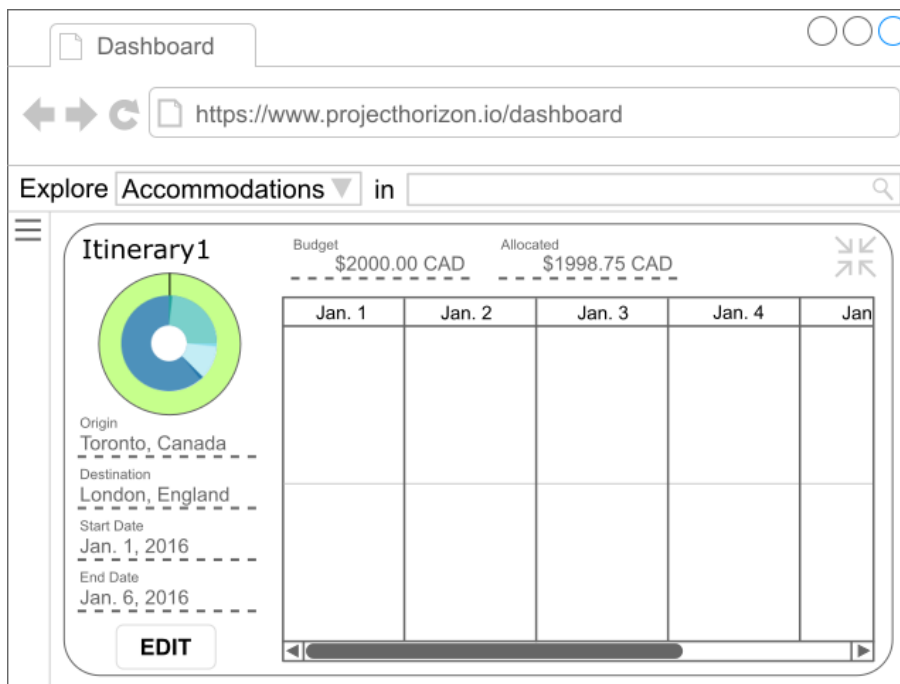 Dashboard
https://www.projecthorizon.io/dashboard
Explore Accommodations in
Itinerary1
Budget
$2000.00 CAD
Allocated
$1998.75 CAD
Jan. 1 Jan. 2 Jan. 3 Jan. 4 Jan
Origin
Toronto, Canada
Destination
London, England
Start Date
Jan. 1, 2016
End Date
Jan. 6, 2016
EDIT